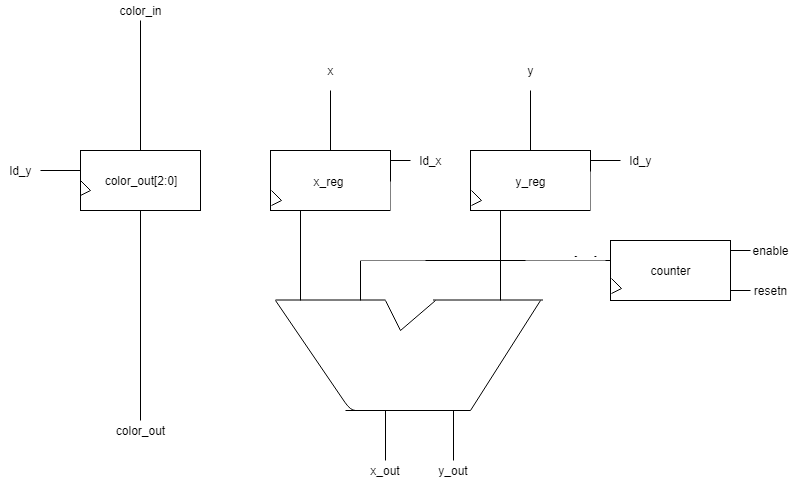 color_in
x
y
ld_y
color_out[2:0]
x_reg
ld_x
y_reg
ld_y
counter
enable
resetn
color_out
x_out
y_out